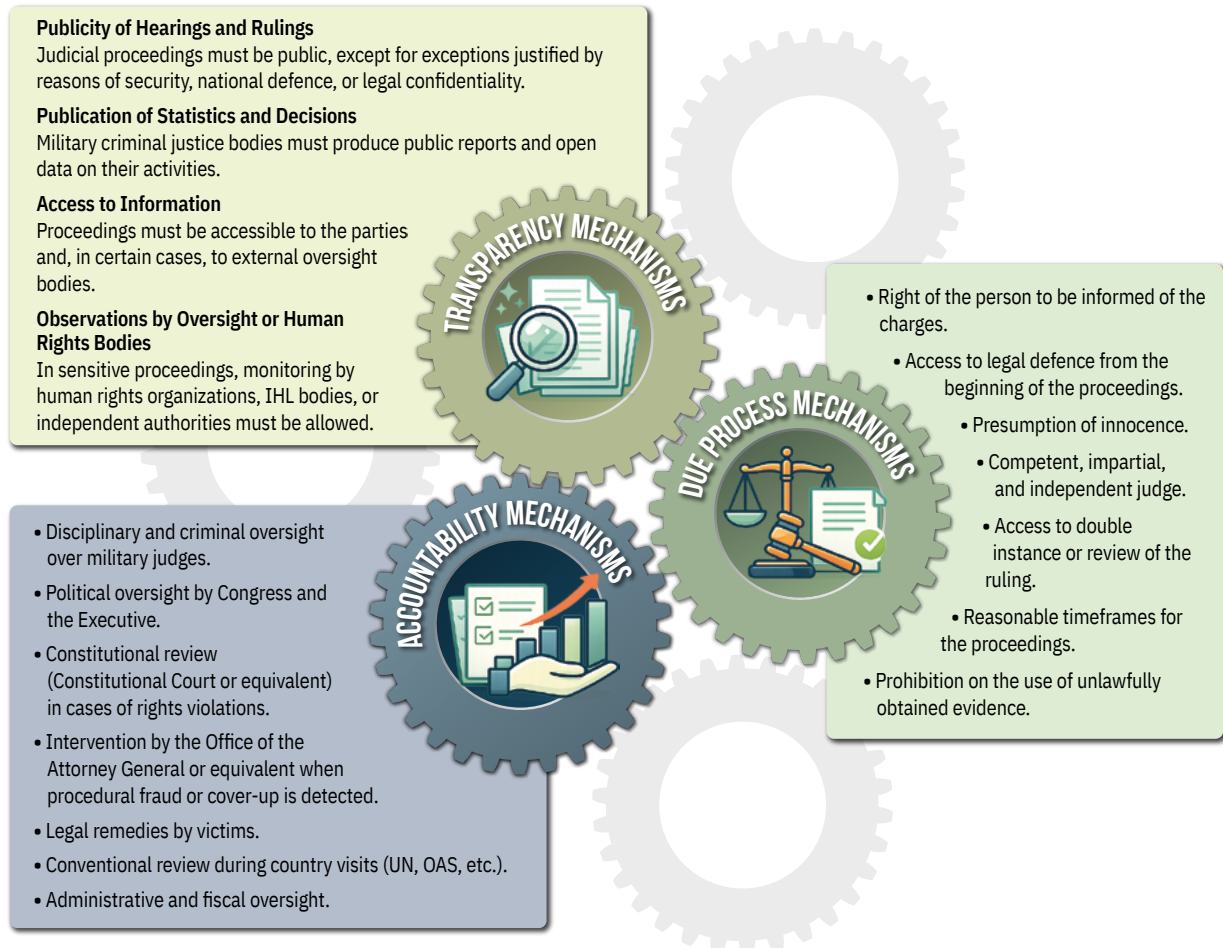 Publicity of Hearings and Rulings
Judicial proceedings must be public, except for exceptions justified by
reasons of security, national defence, or legal confidentiality.
Publication of Statistics and Decisions
Military criminal justice bodies must produce public reports and open
data on their activities.
Access to Information
Proceedings must be accessible to the parties
and, in certain cases, to external oversight
bodies.
Observations by Oversight or Human
Rights Bodies
In sensitive proceedings, monitoring by
human rights organizations, IHL bodies, or
independent authorities must be allowed.
TRANSPARENCY MECHANISMS
• Right of the person to be informed of the
charges.
• Access to legal defence from the
beginning of the proceedings.
• Presumption of innocence.
• Competent, impartial,
and independent judge.
• Access to double
instance or review of the
ruling.
• Reasonable timeframes for
the proceedings.
• Prohibition on the use of unlawfully
obtained evidence.
DUE PROCESS MECHANISMS
ACCOUNTABILITY MECHANISMS
• Disciplinary and criminal oversight
over military judges.
• Political oversight by Congress and
the Executive.
• Constitutional review
(Constitutional Court or equivalent)
in cases of rights violations.
• Intervention by the Office of the
Attorney General or equivalent when
procedural fraud or cover-up is detected.
• Legal remedies by victims.
• Conventional review during country visits (UN, OAS, etc.).
• Administrative and fiscal oversight.